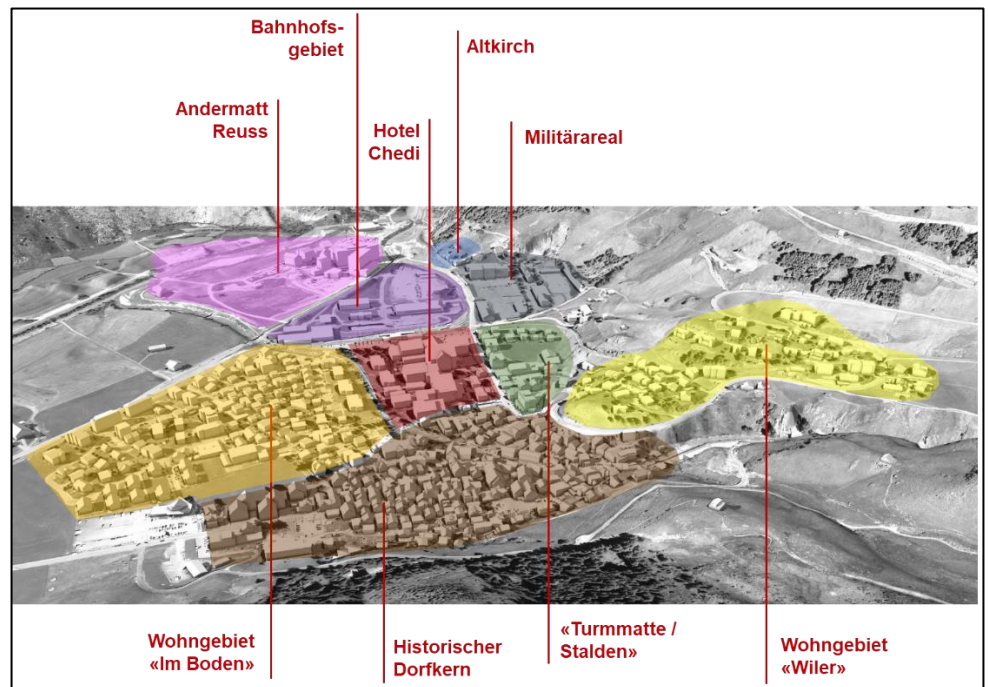 Bahnhofs-
gebiet
Altkirch
Andermatt
Reuss
Hotel
Chedi
Militärareal
Wohngebiet
«Im Boden»
Historischer
Dorfkern
«Turmmatte /
Stalden»
Wohngebiet
«Wiler»